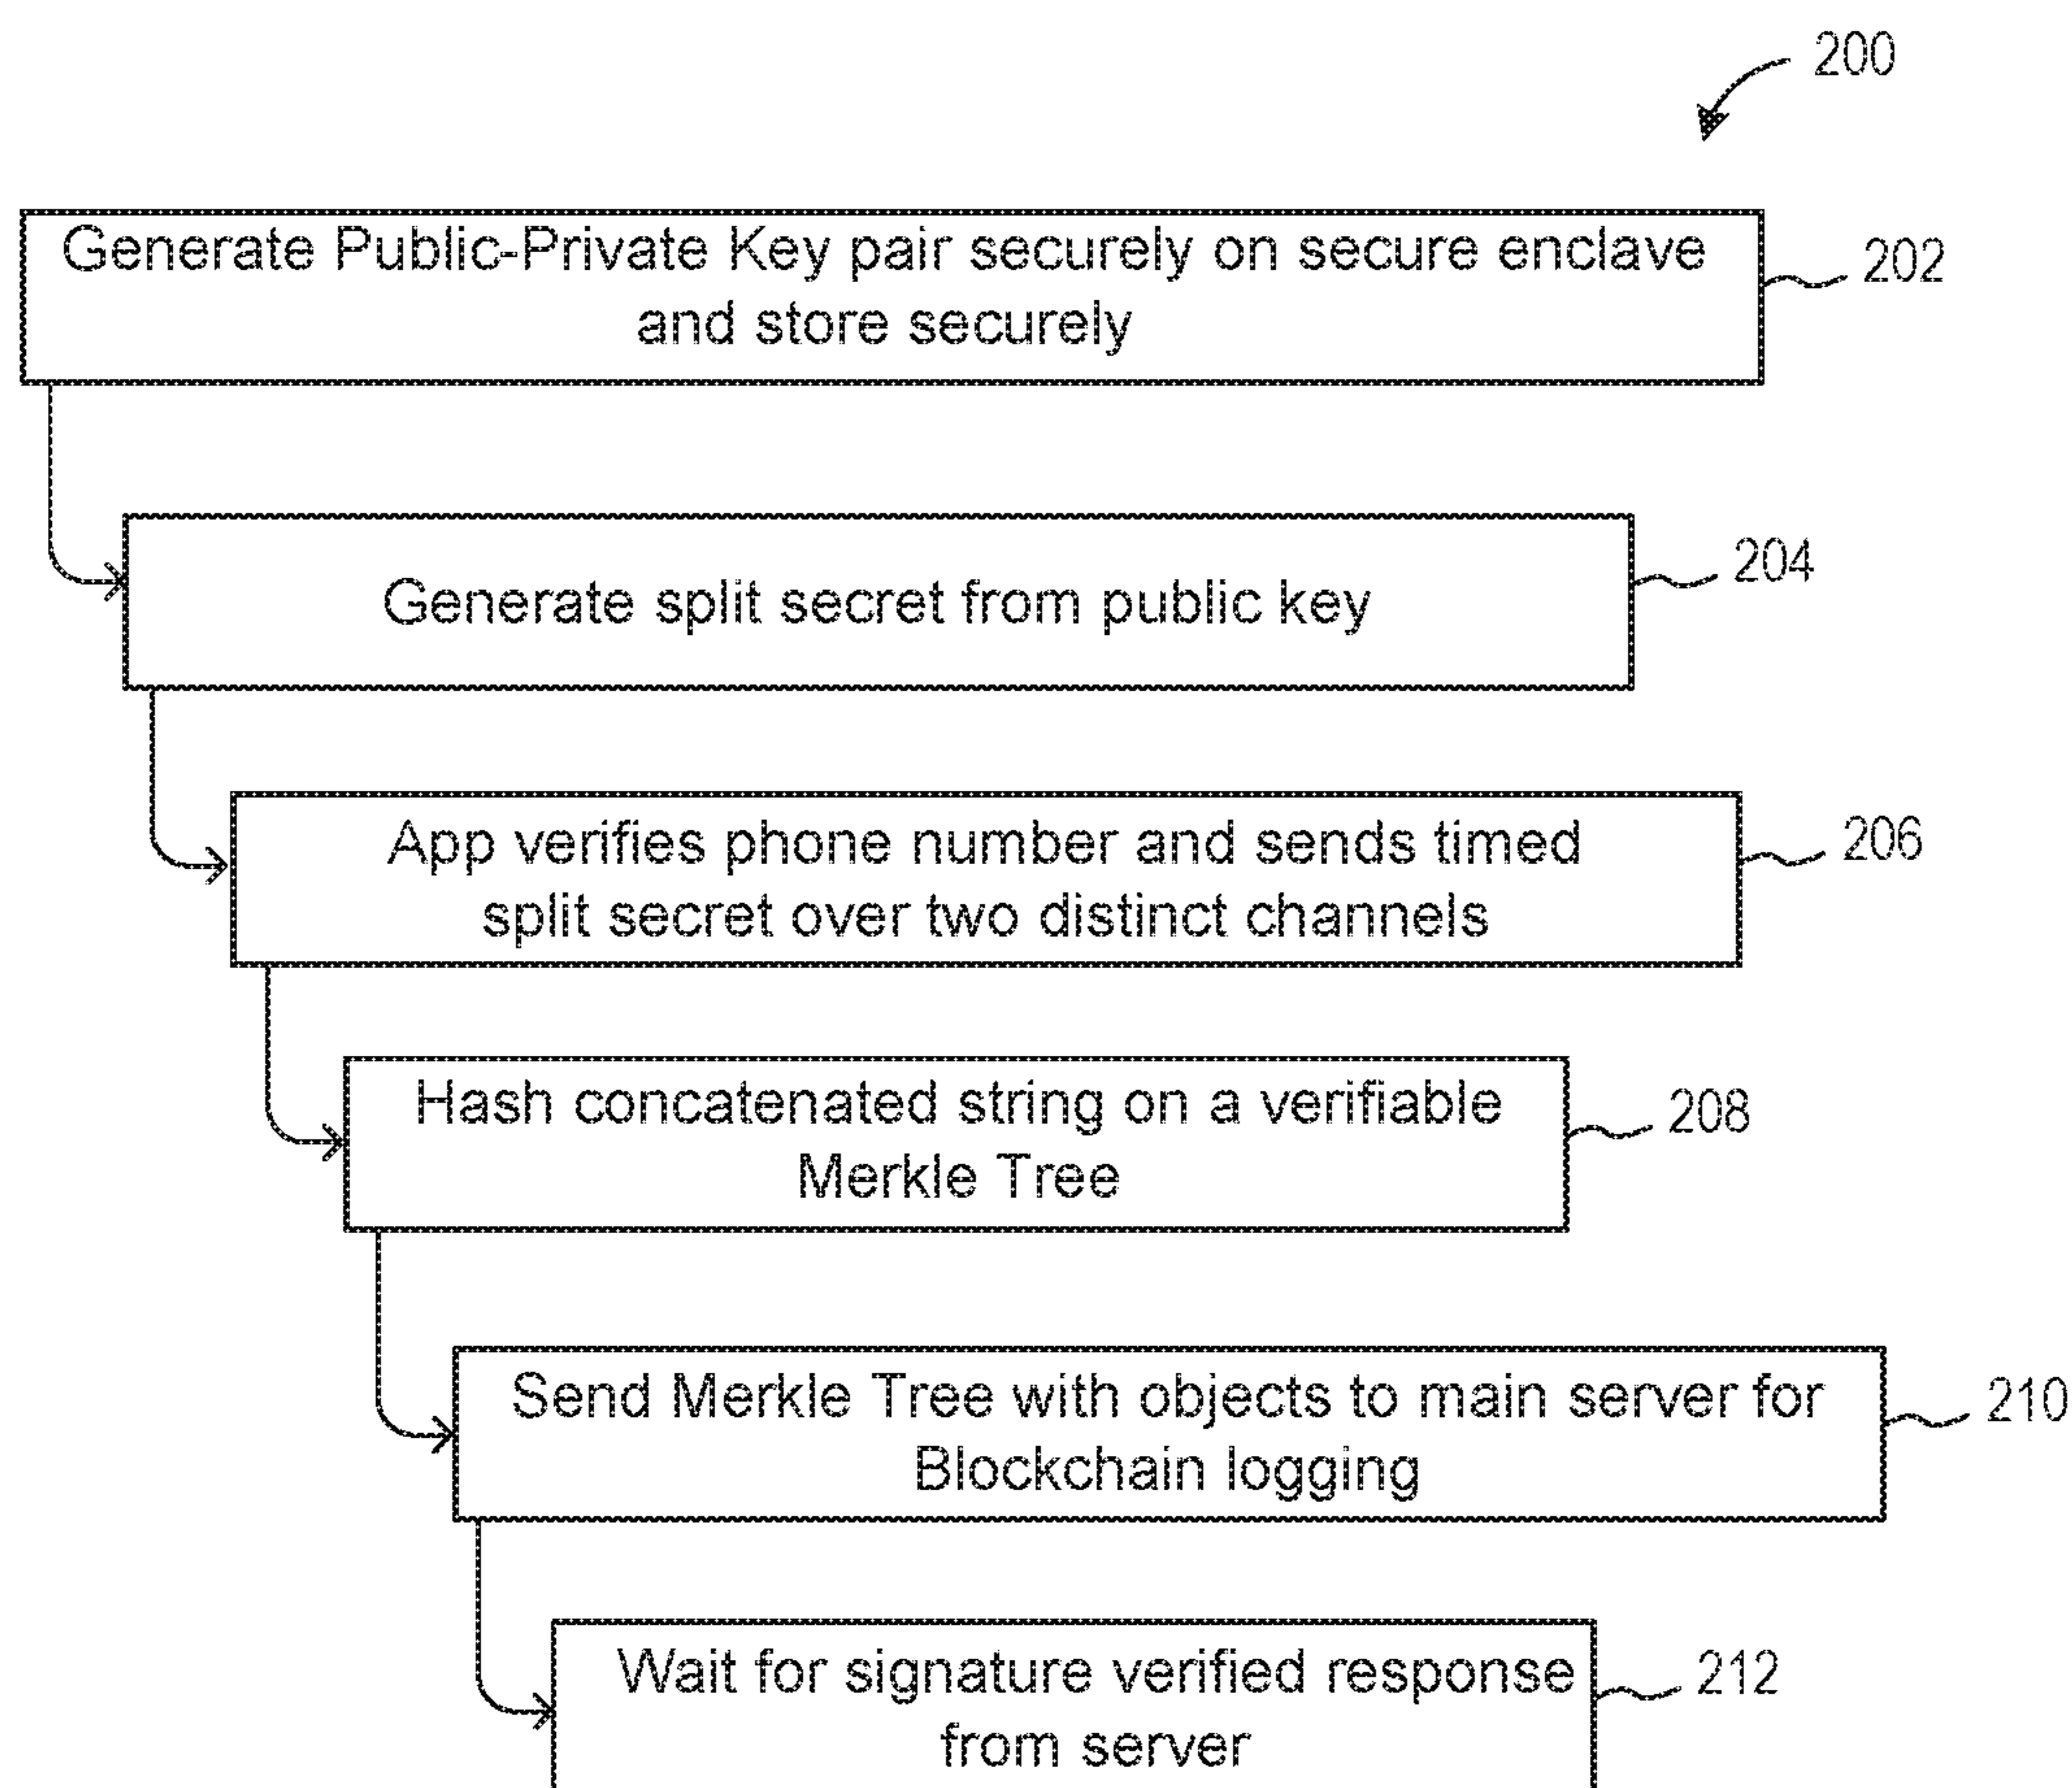 200
Generate Public-Private Key pair securely on secure enclave
and store securely
202
Generate split secret from public key
204
App verifies phone number and sends timed
split secret over two distinct channels
206
Hash concatenated string on a verifiable
Merkle Tree
208
Send Merkle Tree with objects to main server for
Blockchain logging
210
Wait for signature verified response
from server
212